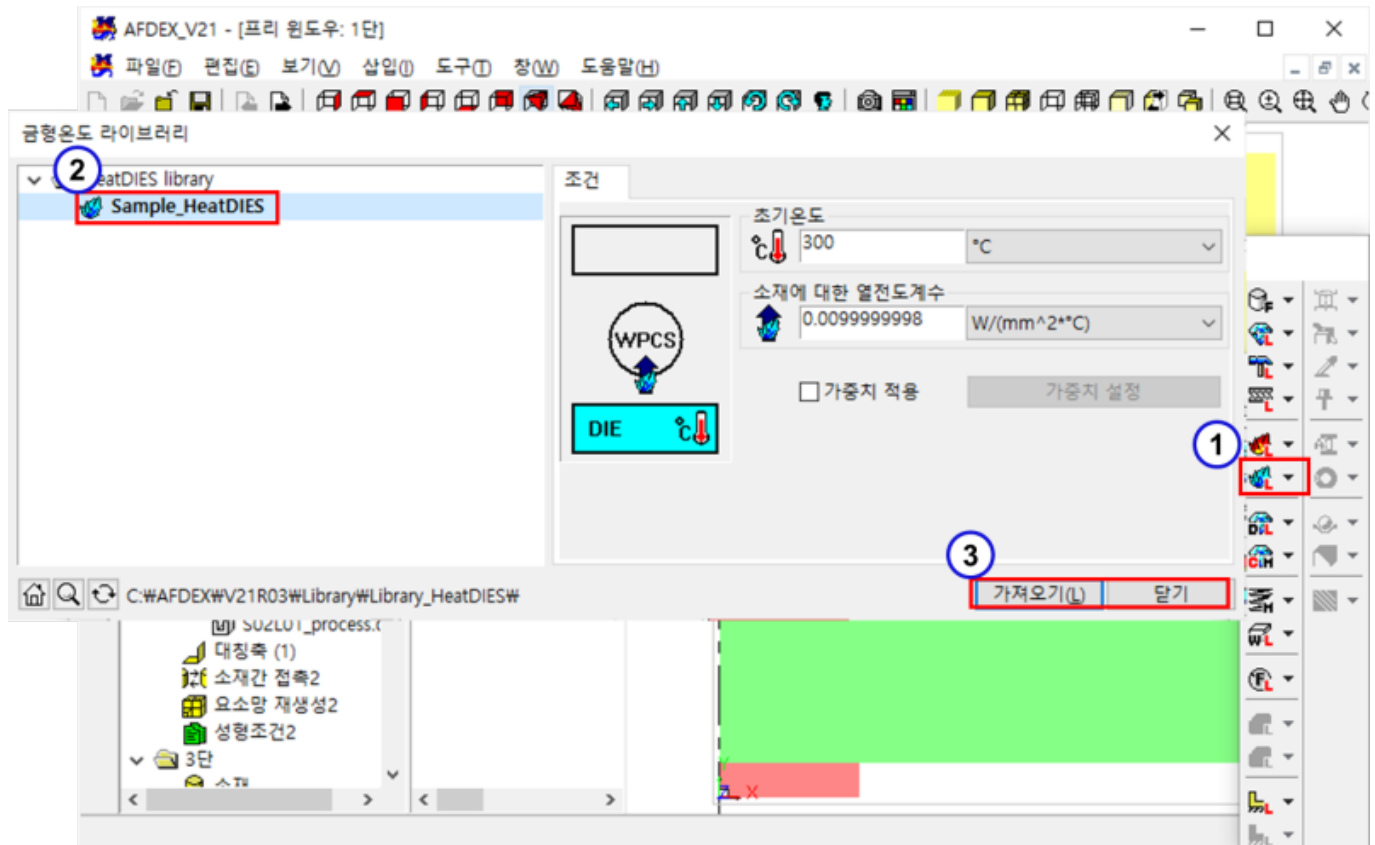 AFDEX_V21 - [프리 윈도우: 1단]
파일(F) 편집(E) 보기(V) 삽입(I) 도구(T) 창(W) 도움말(H)
금형온도 라이브러리
2
eatDIES library
Sample_HeatDIES
조건
초기온도
°C 300 °C
소재에 대한 열전도계수
0.0099999998 W/(mm^2*°C)
WPCS
가중치 적용 가중치 설정
DIE °C
1
3
C:₩AFDEX₩V21R03₩Library₩Library_HeatDIES₩
가져오기(L) 닫기
S02L01_process.c
대칭축 (1)
소재간 접촉2
요소망 재생성2
성형조건2
3단
소재
X